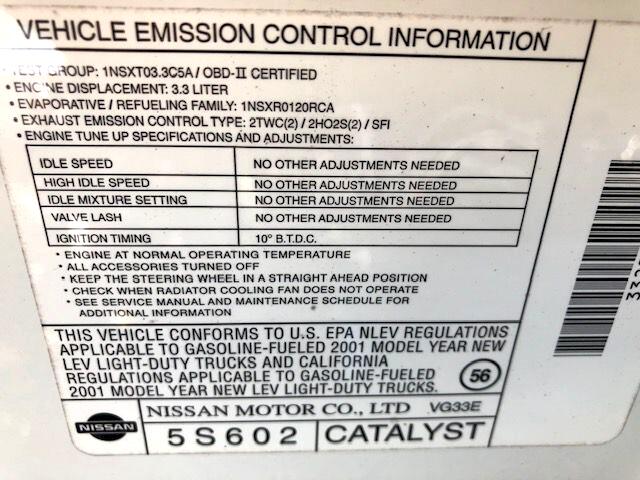 VEHICLE EMISSION CONTROL INFORMATION
• TEST GROUP: 1NSXT03.3C5A / OBD-II CERTIFIED
• ENGINE DISPLACEMENT: 3.3 LITER
• EVAPORATIVE / REFUELING FAMILY: 1NSXR0120RCA
• EXHAUST EMISSION CONTROL TYPE: 2TWC(2) / 2HO2S(2) / SFI
• ENGINE TUNE UP SPECIFICATIONS AND ADJUSTMENTS:
IDLE SPEED NO OTHER ADJUSTMENTS NEEDED
HIGH IDLE SPEED NO OTHER ADJUSTMENTS NEEDED
IDLE MIXTURE SETTING NO OTHER ADJUSTMENTS NEEDED
VALVE LASH NO OTHER ADJUSTMENTS NEEDED
IGNITION TIMING 10° B.T.D.C.
• ENGINE AT NORMAL OPERATING TEMPERATURE
• ALL ACCESSORIES TURNED OFF
• KEEP THE STEERING WHEEL IN A STRAIGHT AHEAD POSITION
• CHECK WHEN RADIATOR COOLING FAN DOES NOT OPERATE
• SEE SERVICE MANUAL AND MAINTENANCE SCHEDULE FOR
ADDITIONAL INFORMATION
THIS VEHICLE CONFORMS TO U.S. EPA NLEV REGULATIONS
APPLICABLE TO GASOLINE-FUELED 2001 MODEL YEAR NEW
LEV LIGHT-DUTY TRUCKS AND CALIFORNIA
REGULATIONS APPLICABLE TO GASOLINE-FUELED
2001 MODEL YEAR NEW LEV LIGHT-DUTY TRUCKS.
56
NISSAN
NISSAN MOTOR CO., LTD VG33E
5S602 CATALYST